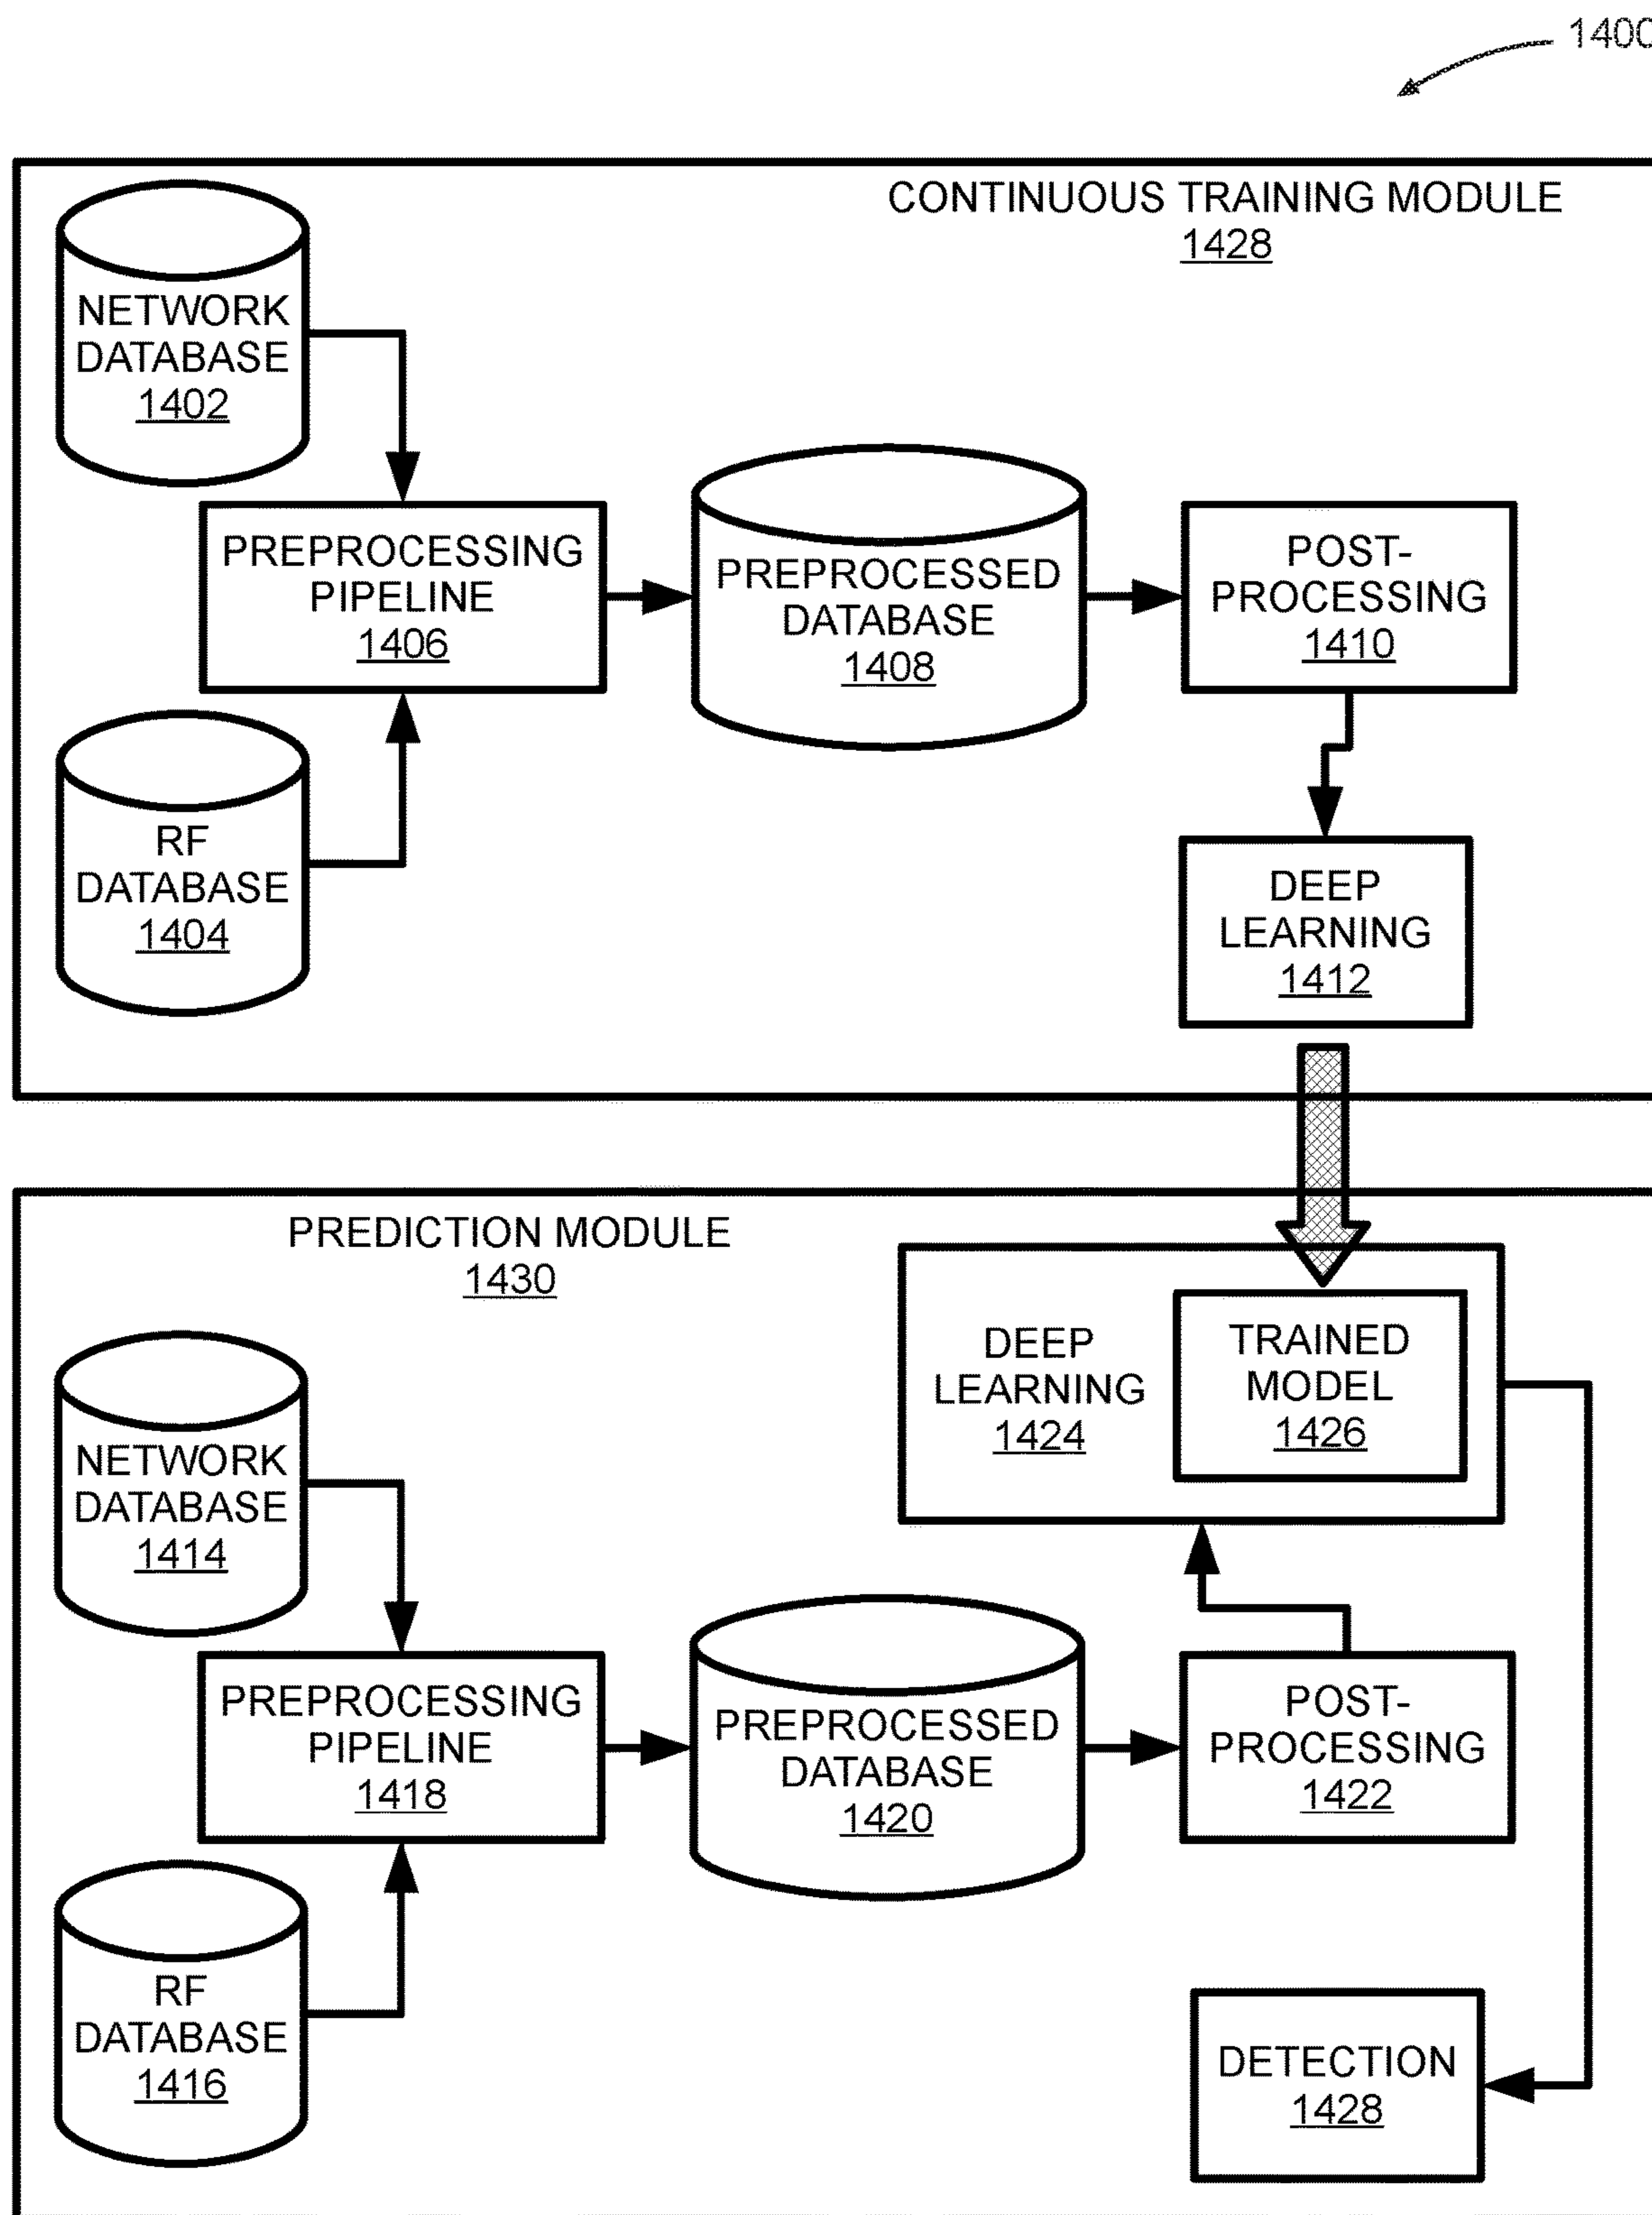 1400
CONTINUOUS TRAINING MODULE
1428
NETWORK
DATABASE
1402
PREPROCESSING
PIPELINE
1406
PREPROCESSED
DATABASE
1408
POST-
PROCESSING
1410
RF
DATABASE
1404
DEEP
LEARNING
1412
PREDICTION MODULE
1430
DEEP
LEARNING
1424
TRAINED
MODEL
1426
NETWORK
DATABASE
1414
PREPROCESSING
PIPELINE
1418
PREPROCESSED
DATABASE
1420
POST-
PROCESSING
1422
RF
DATABASE
1416
DETECTION
1428